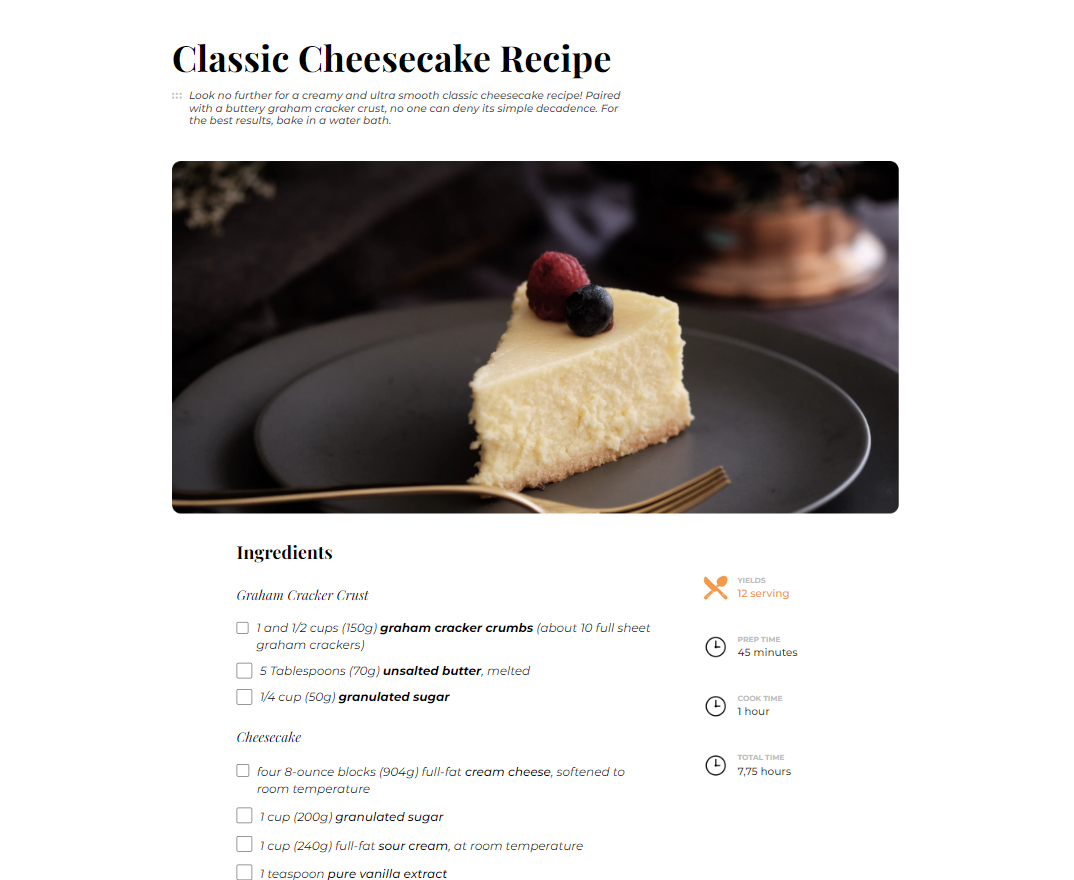 Classic Cheesecake Recipe
Look no further for a creamy and ultra smooth classic cheesecake recipe! Paired
with a buttery graham cracker crust, no one can deny its simple decadence. For
the best results, bake in a water bath.
Ingredients
Graham Cracker Crust
1 and 1/2 cups (150g) graham cracker crumbs (about 10 full sheet
graham crackers)
5 Tablespoons (70g) unsalted butter, melted
1/4 cup (50g) granulated sugar
Cheesecake
four 8-ounce blocks (904g) full-fat cream cheese, softened to
room temperature
1 cup (200g) granulated sugar
1 cup (240g) full-fat sour cream, at room temperature
1 teaspoon pure vanilla extract
YIELDS
12 serving
PREP TIME
45 minutes
COOK TIME
1 hour
TOTAL TIME
7,75 hours